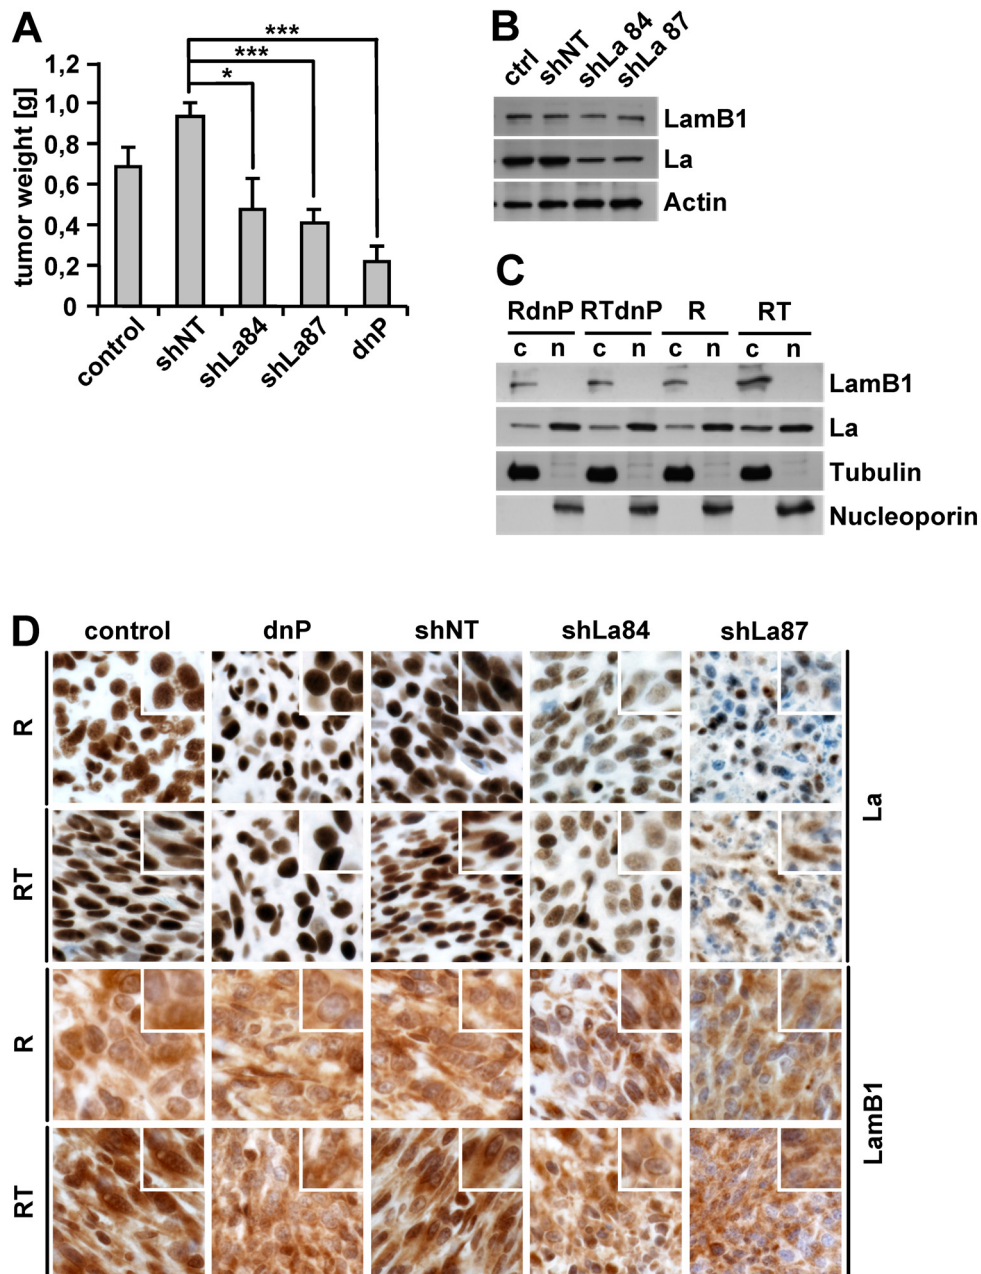 A
***
***
*
tumor weight [g]
1,2
1,0
0,8
0,6
0,4
0,2
0
control
shNT
shLa84
shLa87
dnP
B
ctrl
shNT
shLa 84
shLa 87
LamB1
La
Actin
C
RdnP RTdnP R RT
c n c n c n c n
LamB1
La
Tubulin
Nucleoporin
D
control dnP shNT shLa84 shLa87
R
RT
La
R
RT
LamB1